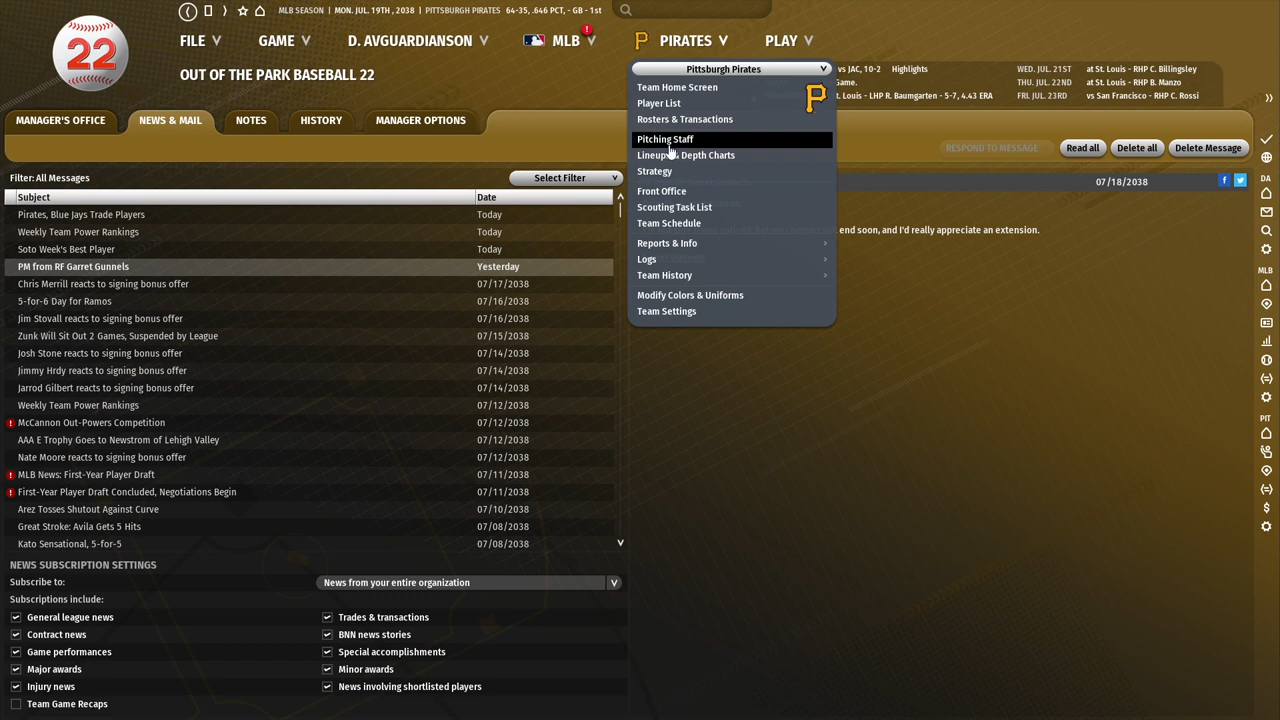 MLB SEASON | MON. JUL. 19TH , 2038 | PITTSBURGH PIRATES 64-35, .646 PCT, - GB - 1st
22
FILE GAME D. AVGUARDIANSON MLB PIRATES PLAY
OUT OF THE PARK BASEBALL 22
MANAGER'S OFFICE NEWS & MAIL NOTES HISTORY MANAGER OPTIONS
Pittsburgh Pirates
Team Home Screen
Player List
Rosters & Transactions
Pitching Staff
Lineups & Depth Charts
Strategy
Front Office
Scouting Task List
Team Schedule
Reports & Info
Logs
Team History
Modify Colors & Uniforms
Team Settings
vs JAC, 10-2 Highlights
Game.
t. Louis - LHP R. Baumgarten - 5-7, 4.43 ERA
WED. JUL. 21ST at St. Louis - RHP C. Billingsley
THU. JUL. 22ND at St. Louis - RHP B. Manzo
FRI. JUL. 23RD vs San Francisco - RHP C. Rossi
RESPOND TO MESSAGE Read all Delete all Delete Message
07/18/2038
end soon, and I'd really appreciate an extension.
Filter: All Messages Select Filter
Subject Date
Pirates, Blue Jays Trade Players Today
Weekly Team Power Rankings Today
Soto Week's Best Player Today
PM from RF Garret Gunnels Yesterday
Chris Merrill reacts to signing bonus offer 07/17/2038
5-for-6 Day for Ramos 07/16/2038
Jim Stovall reacts to signing bonus offer 07/16/2038
Zunk Will Sit Out 2 Games, Suspended by League 07/15/2038
Josh Stone reacts to signing bonus offer 07/14/2038
Jimmy Hrdy reacts to signing bonus offer 07/14/2038
Jarrod Gilbert reacts to signing bonus offer 07/14/2038
Weekly Team Power Rankings 07/12/2038
McCannon Out-Powers Competition 07/12/2038
AAA E Trophy Goes to Newstrom of Lehigh Valley 07/12/2038
Nate Moore reacts to signing bonus offer 07/12/2038
MLB News: First-Year Player Draft 07/11/2038
First-Year Player Draft Concluded, Negotiations Begin 07/11/2038
Arez Tosses Shutout Against Curve 07/10/2038
Great Stroke: Avila Gets 5 Hits 07/08/2038
Kato Sensational, 5-for-5 07/08/2038
NEWS SUBSCRIPTION SETTINGS
Subscribe to: News from your entire organization
Subscriptions include:
General league news Trades & transactions
Contract news BNN news stories
Game performances Special accomplishments
Major awards Minor awards
Injury news News involving shortlisted players
Team Game Recaps
DA
MLB
PIT